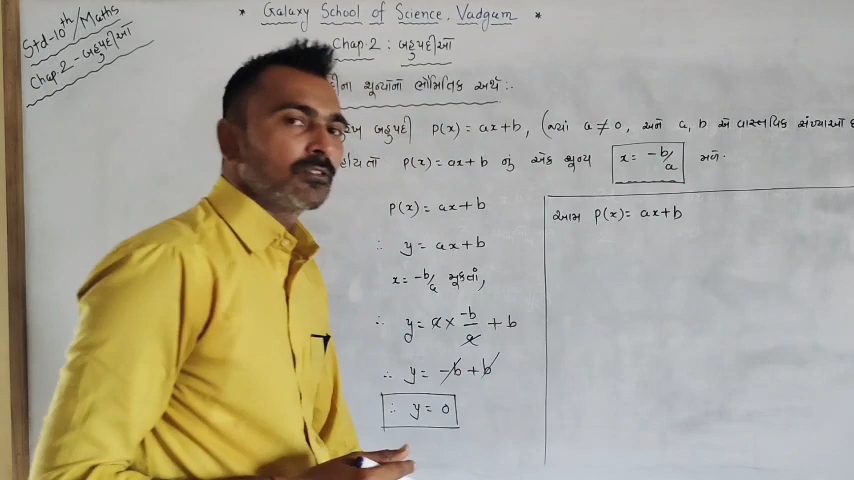 Std-10th/Maths
Chap.2 - બહુપદીઓ
* Galaxy School of Science, Vadgam *
Chap.2 : બહુપદીઓ
ના શૂન્યોનો ભૌમિતિક અર્થ :-
બહુપદી P(x) = ax+b, (જ્યાં a ≠ 0, અને a, b એ વાસ્તવિક સંખ્યાઓ
હોય તો P(x) = ax+b નું એક શૂન્ય x = -b/a મળે.
P(x) = ax+b
∴ y = ax+b
x = -b/a મૂકતાં,
∴ y = a × -b/a + b
∴ y = -b + b
∴ y = 0
આમ P(x) = ax+b